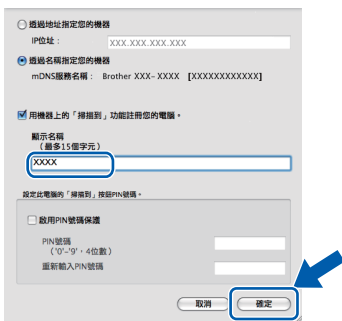 透過地址指定您的機器
IP位址： XXX.XXX.XXX.XXX
透過名稱指定您的機器
mDNS服務名稱： Brother XXX-XXXX [XXXXXXXXXXXX]
用機器上的「掃描到」功能註冊您的電腦。
顯示名稱
（最多15個字元）
XXXX
設定此電腦的「掃描到」按鈕PIN號碼。
啟用PIN號碼保護
PIN號碼
（'0'-'9'，4位數）
重新輸入PIN號碼
取消 確定